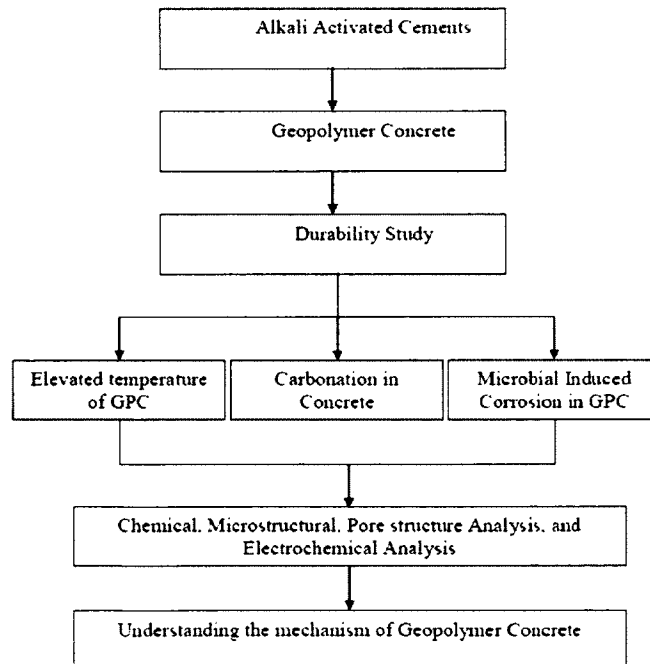 Alkali Activated Cements
Geopolymer Concrete
Durability Study
Elevated temperature
of GPC
Carbonation in
Concrete
Microbial Induced
Corrosion in GPC
Chemical, Microstructural, Pore structure Analysis, and
Electrochemical Analysis
Understanding the mechanism of Geopolymer Concrete